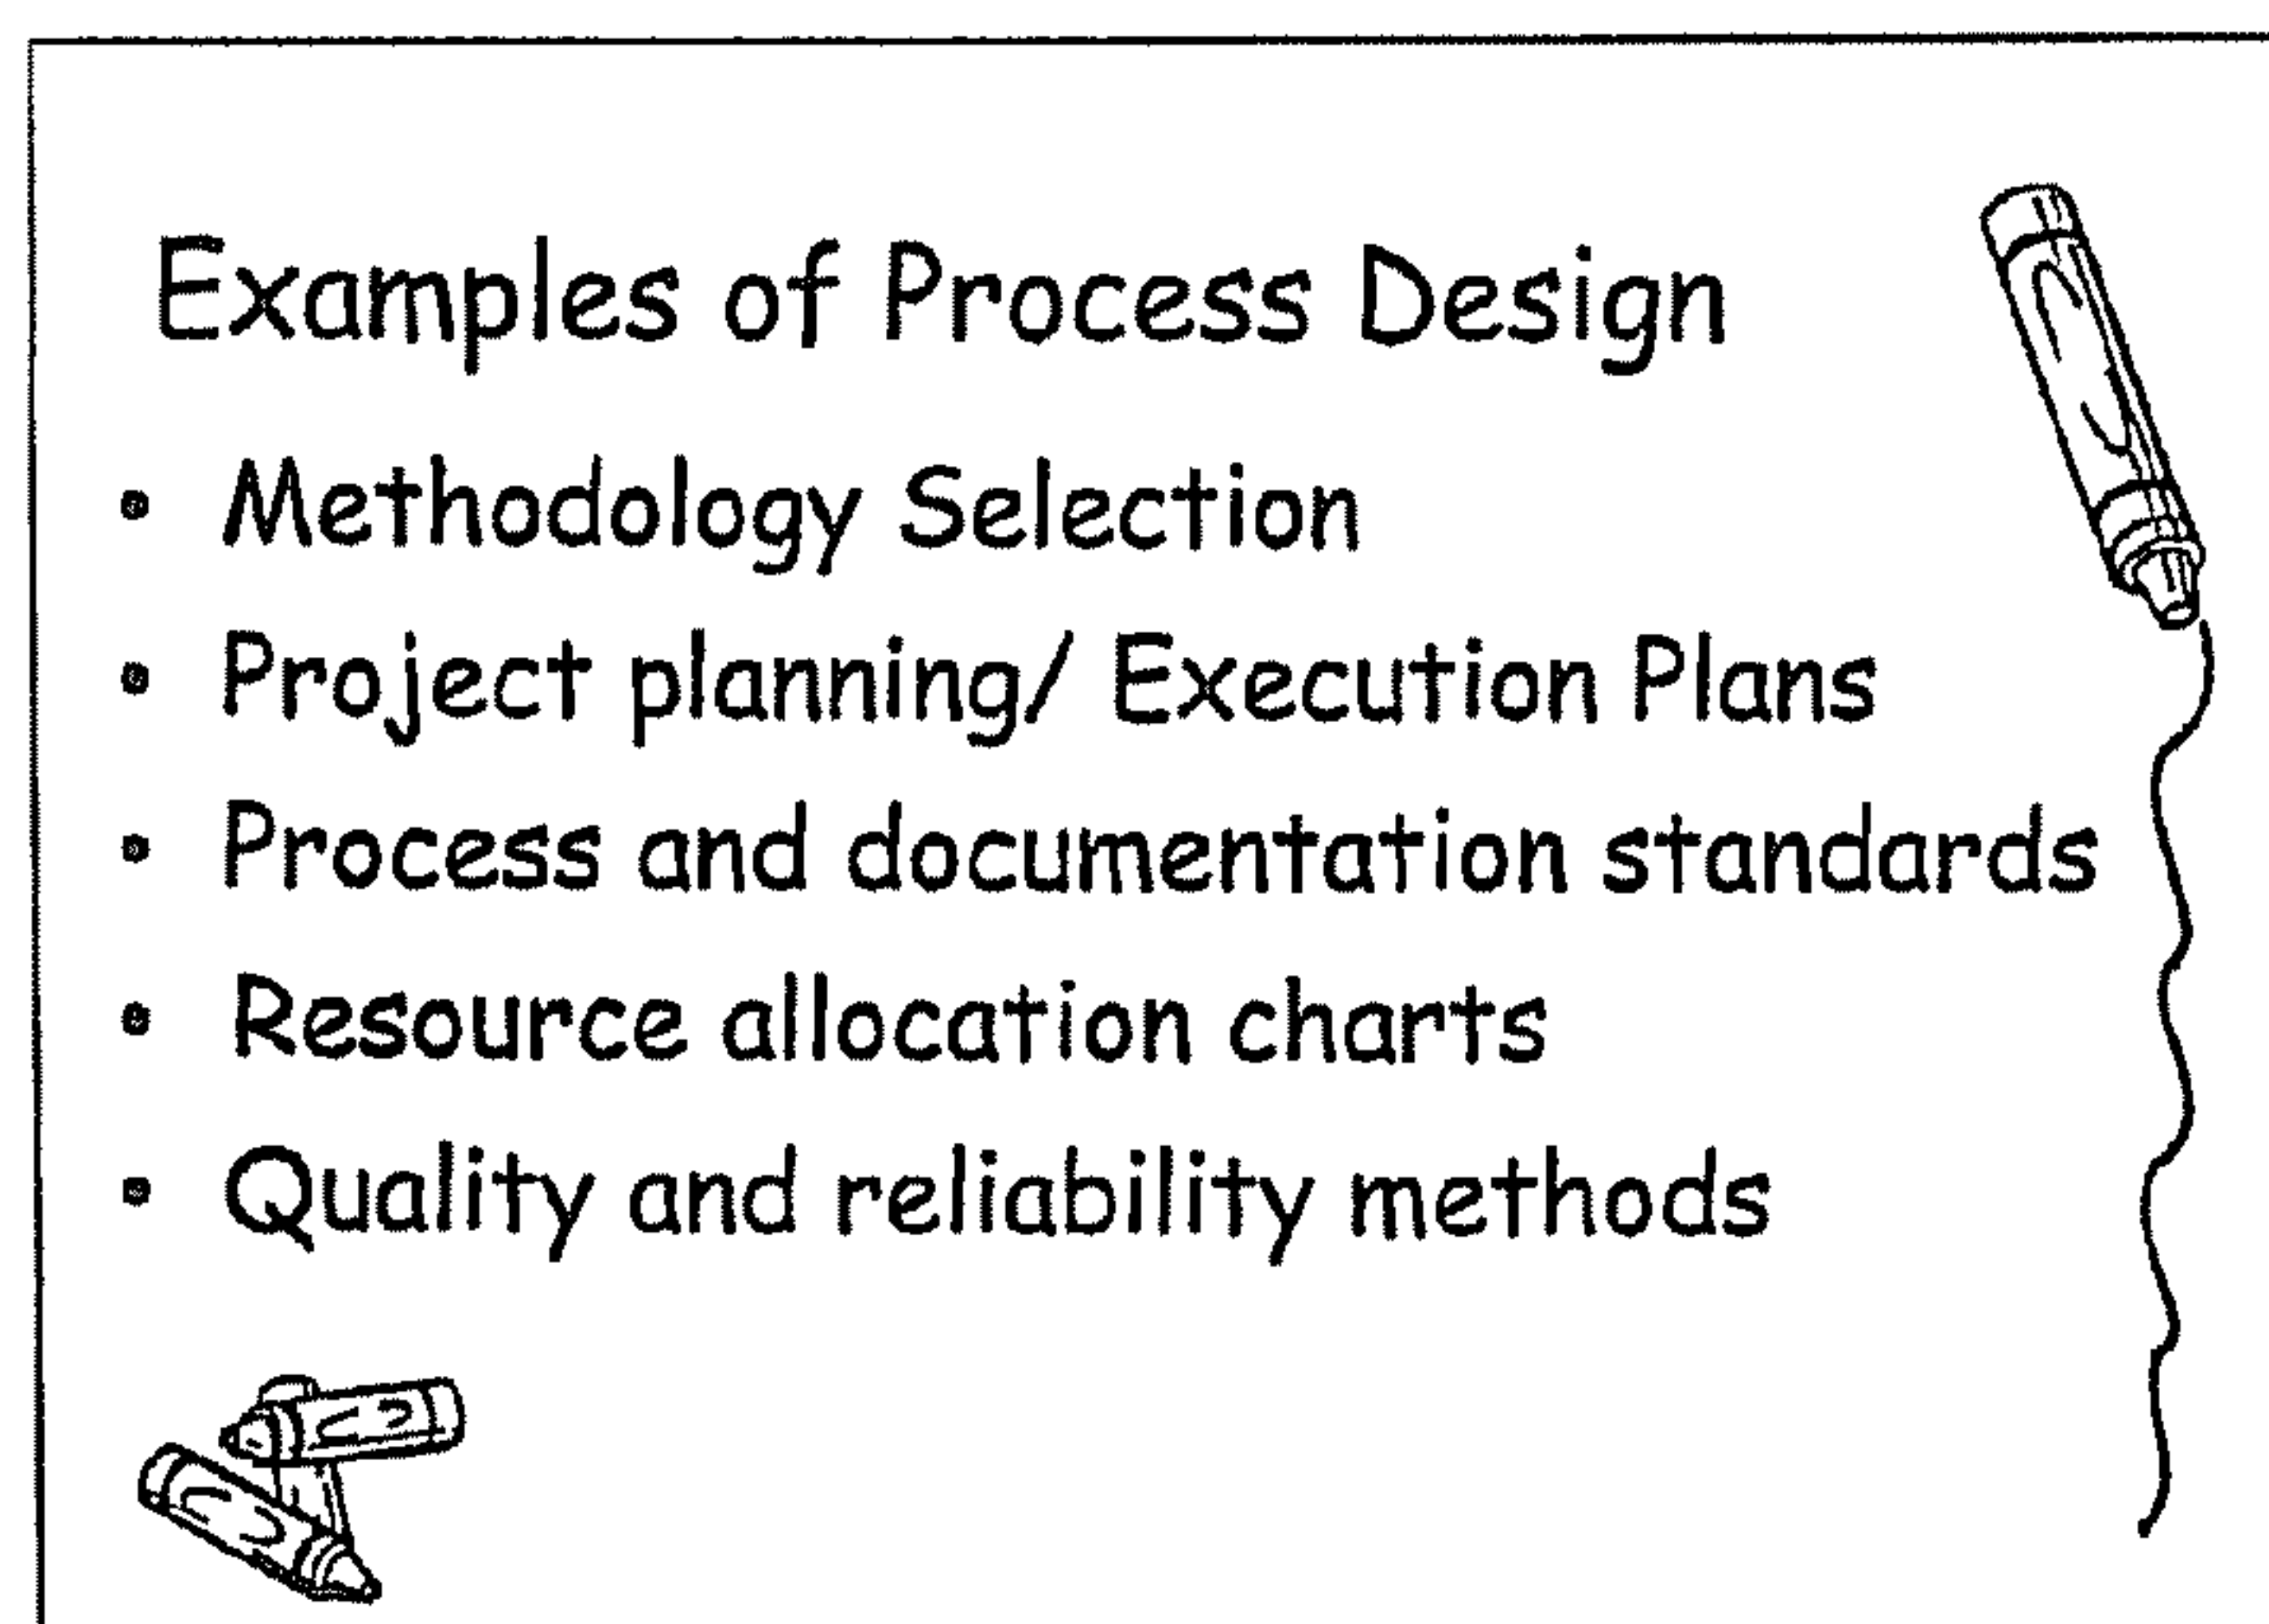 Examples of Process Design
• Methodology Selection
• Project planning/ Execution Plans
• Process and documentation standards
• Resource allocation charts
• Quality and reliability methods